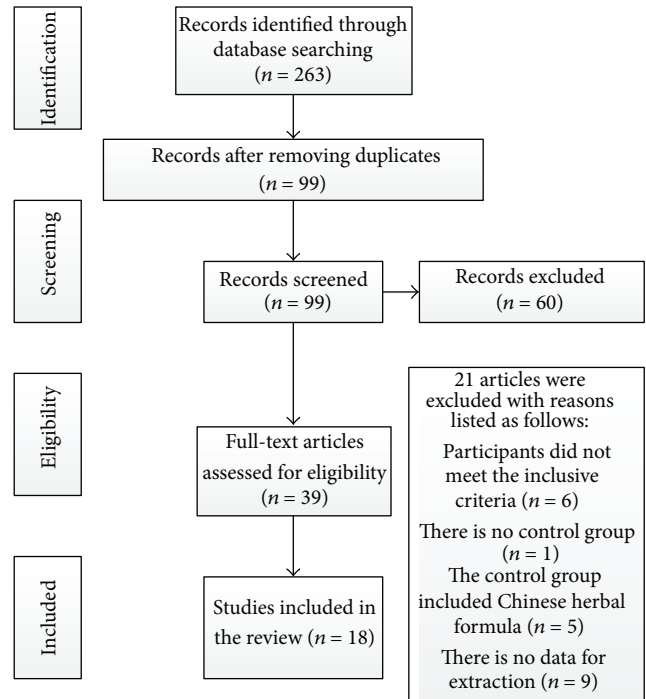 Identification
Records identified through
database searching
(n = 263)
Records after removing duplicates
(n = 99)
Screening
Records screened
(n = 99)
Records excluded
(n = 60)
Eligibility
Full-text articles
assessed for eligibility
(n = 39)
21 articles were
excluded with reasons
listed as follows:
Participants did not
meet the inclusive
criteria (n = 6)
There is no control group
(n = 1)
The control group
included Chinese herbal
formula (n = 5)
There is no data for
extraction (n = 9)
Included
Studies included in
the review (n = 18)